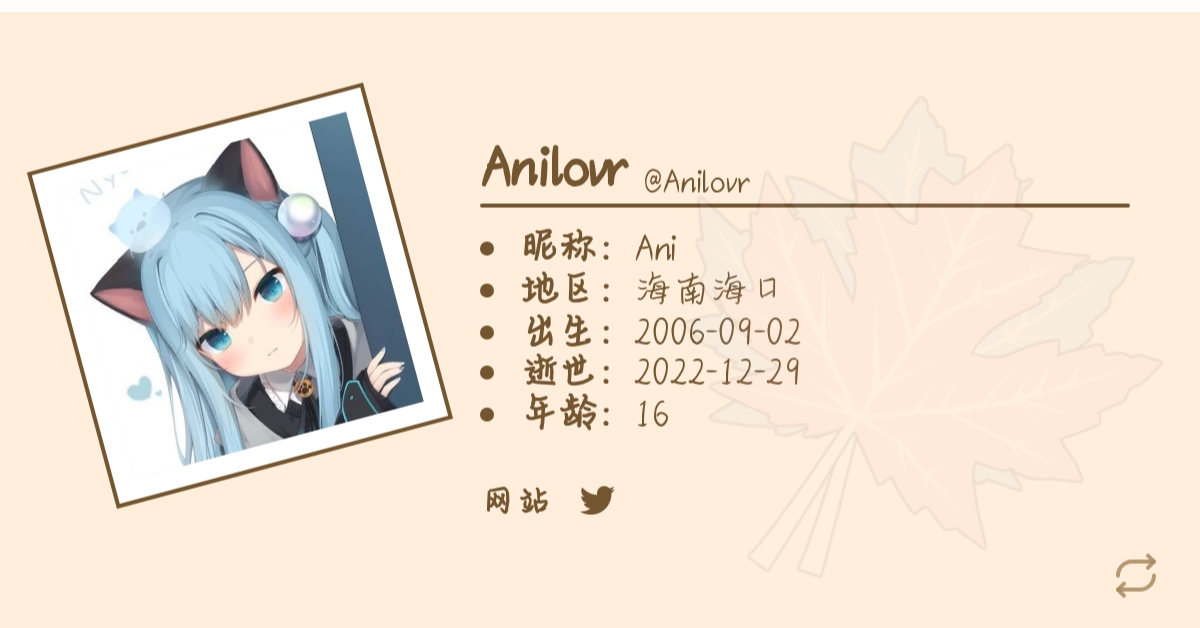 Ny~
Anilovr @Anilovr
昵称： Ani
地区： 海南海口
出生： 2006-09-02
逝世： 2022-12-29
年龄： 16
网站